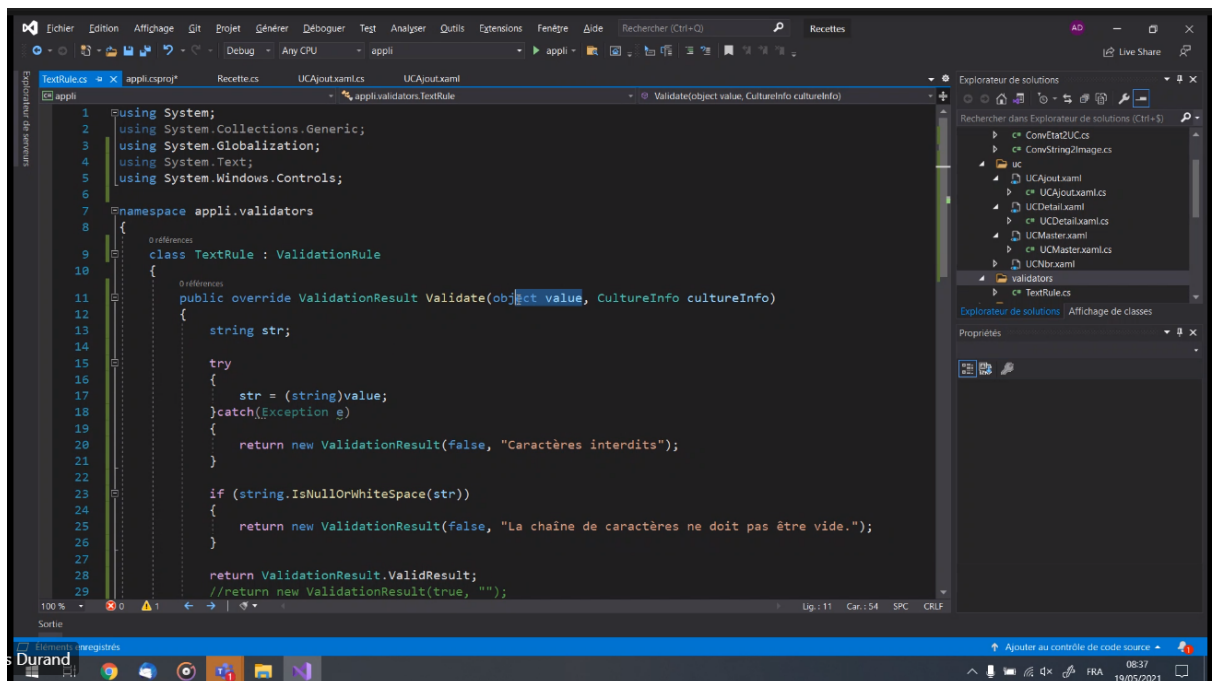 Fichier Edition Affichage Git Projet Générer Déboguer Test Analyser Outils Extensions Fenêtre Aide Rechercher (Ctrl+Q) Recettes AD
Debug Any CPU appli appli Live Share
Explorateur de serveurs
TextRule.cs appli.csproj* Recette.cs UCAjout.xaml.cs UCAjout.xaml
appli appli.validators.TextRule Validate(object value, CultureInfo cultureInfo)
1 using System;
2 using System.Collections.Generic;
3 using System.Globalization;
4 using System.Text;
5 using System.Windows.Controls;
6
7 namespace appli.validators
8 {
0 références
9 class TextRule : ValidationRule
10 {
0 références
11 public override ValidationResult Validate(object value, CultureInfo cultureInfo)
12 {
13 string str;
14
15 try
16 {
17 str = (string)value;
18 }catch(Exception e)
19 {
20 return new ValidationResult(false, "Caractères interdits");
21 }
22
23 if (string.IsNullOrWhiteSpace(str))
24 {
25 return new ValidationResult(false, "La chaîne de caractères ne doit pas être vide.");
26 }
27
28 return ValidationResult.ValidResult;
29 //return new ValidationResult(true, "");
100 % 0 1 Lig.: 11 Car.: 54 SPC CRLF
Sortie
Explorateur de solutions
Rechercher dans Explorateur de solutions (Ctrl+$)
C# ConvEtat2UC.cs
C# ConvString2Image.cs
uc
UCAjout.xaml
C# UCAjout.xaml.cs
UCDetail.xaml
C# UCDetail.xaml.cs
UCMaster.xaml
C# UCMaster.xaml.cs
UCNbr.xaml
validators
C# TextRule.cs
Explorateur de solutions Affichage de classes
Propriétés
Éléments enregistrés Ajouter au contrôle de code source 1
s Durand
FRA 08:37
19/05/2021